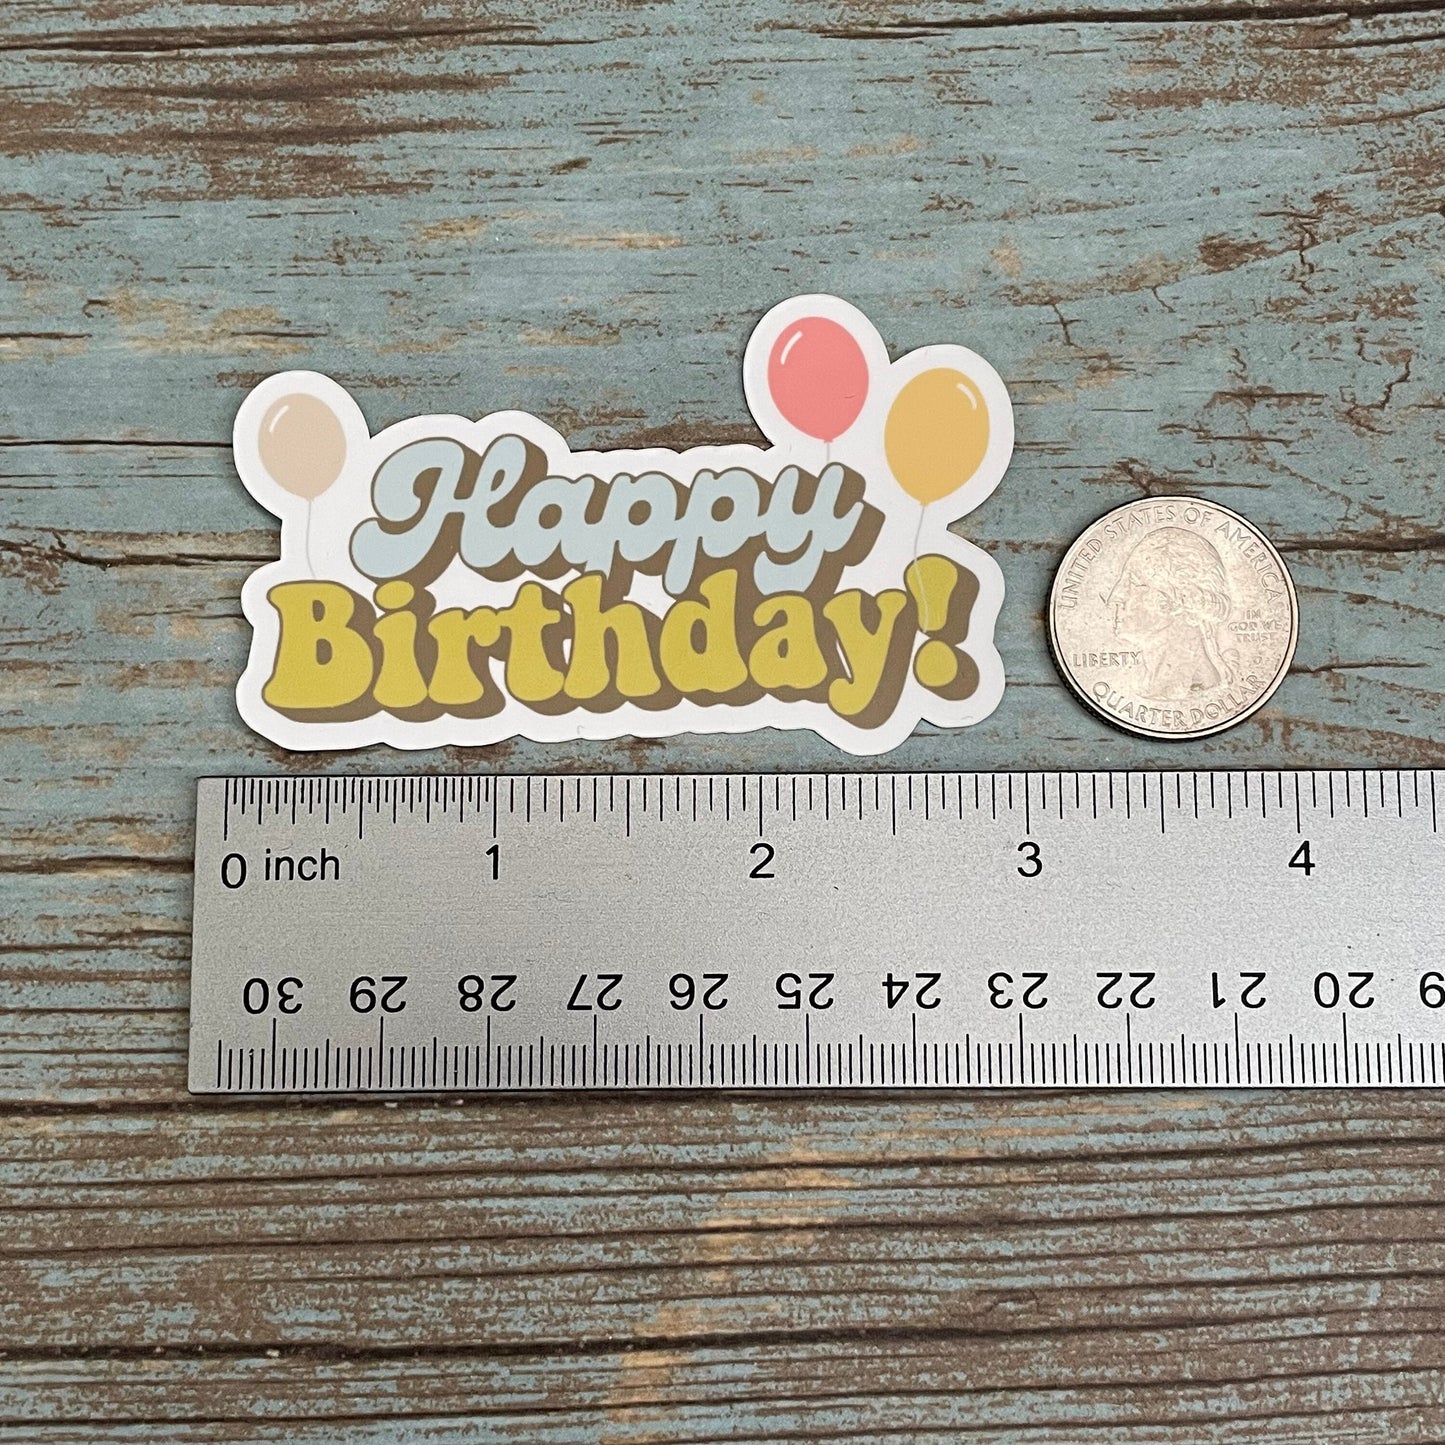 Happy
Birthday!
UNITED STATES OF AMERICA
IN
GOD WE
TRUST
LIBERTY
QUARTER DOLLAR
0 inch 1 2 3 4
30 29 28 27 26 25 24 23 22 21 20